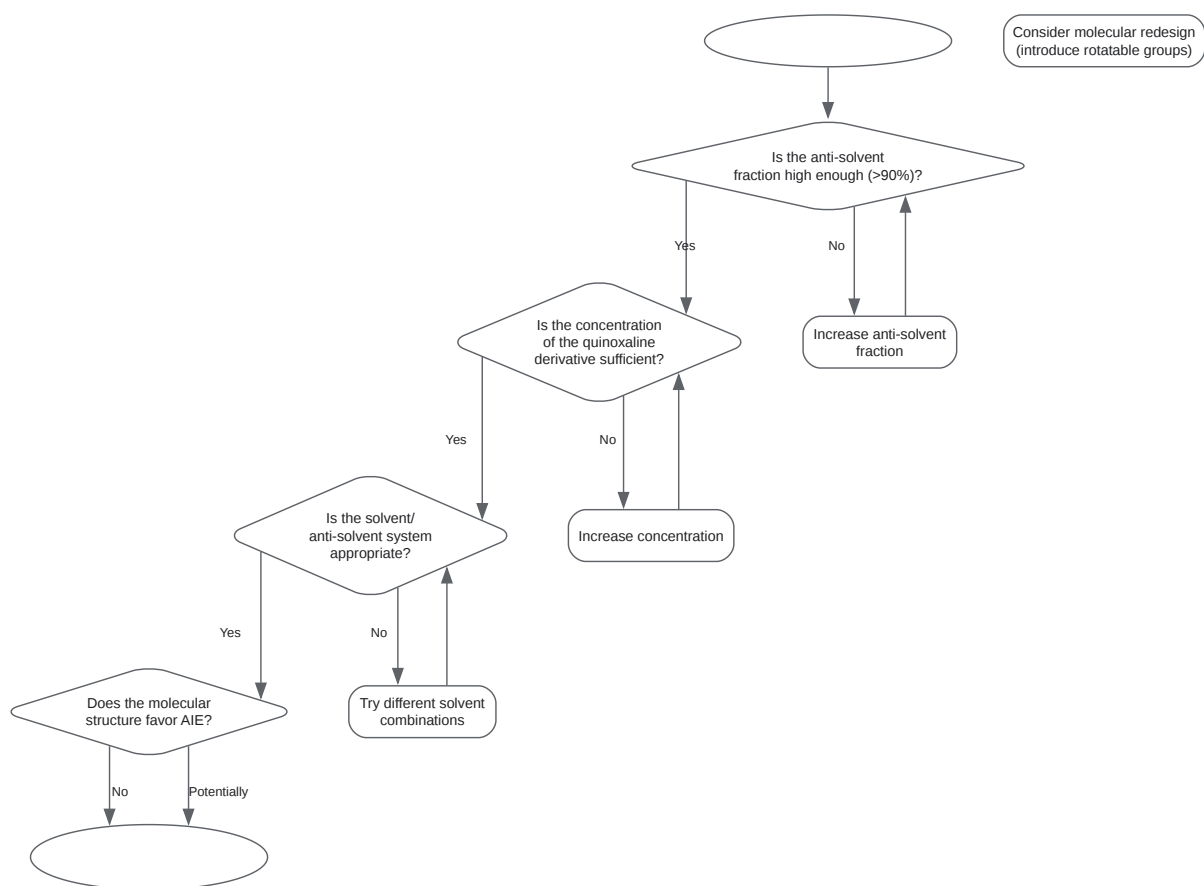 Consider molecular redesign
(introduce rotatable groups)
Is the anti-solvent
fraction high enough (>90%)?
Yes
No
Increase anti-solvent
fraction
Is the concentration
of the quinoxaline
derivative sufficient?
Yes
No
Increase concentration
Is the solvent/
anti-solvent system
appropriate?
Yes
No
Try different solvent
combinations
Does the molecular
structure favor AIE?
No
Potentially